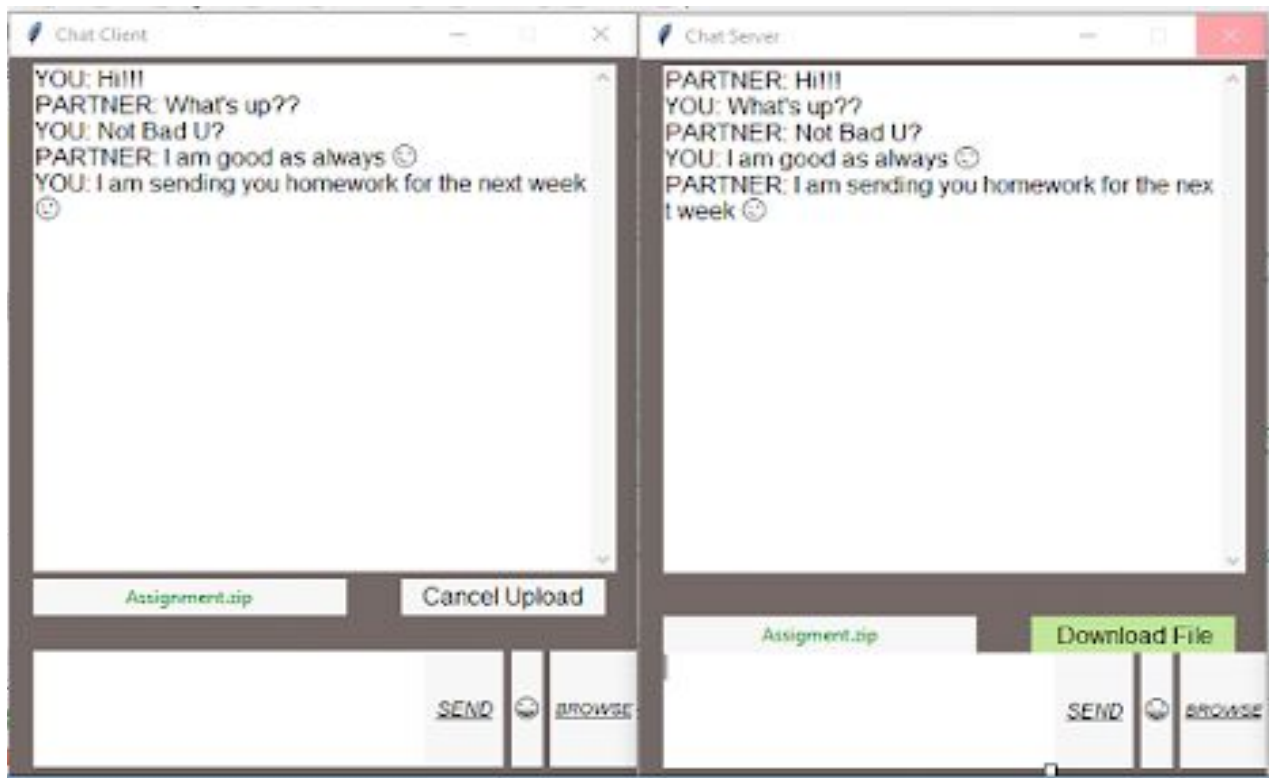 Chat Client
YOU: Hi!!!
PARTNER: What's up??
YOU: Not Bad U?
PARTNER: I am good as always ☺
YOU: I am sending you homework for the next week
☺
Assignment.zip
Cancel Upload
SEND
BROWSE
Chat Server
PARTNER: Hi!!!
YOU: What's up??
PARTNER: Not Bad U?
YOU: I am good as always ☺
PARTNER: I am sending you homework for the nex
t week ☺
Assigment.zip
Download File
SEND
BROWSE